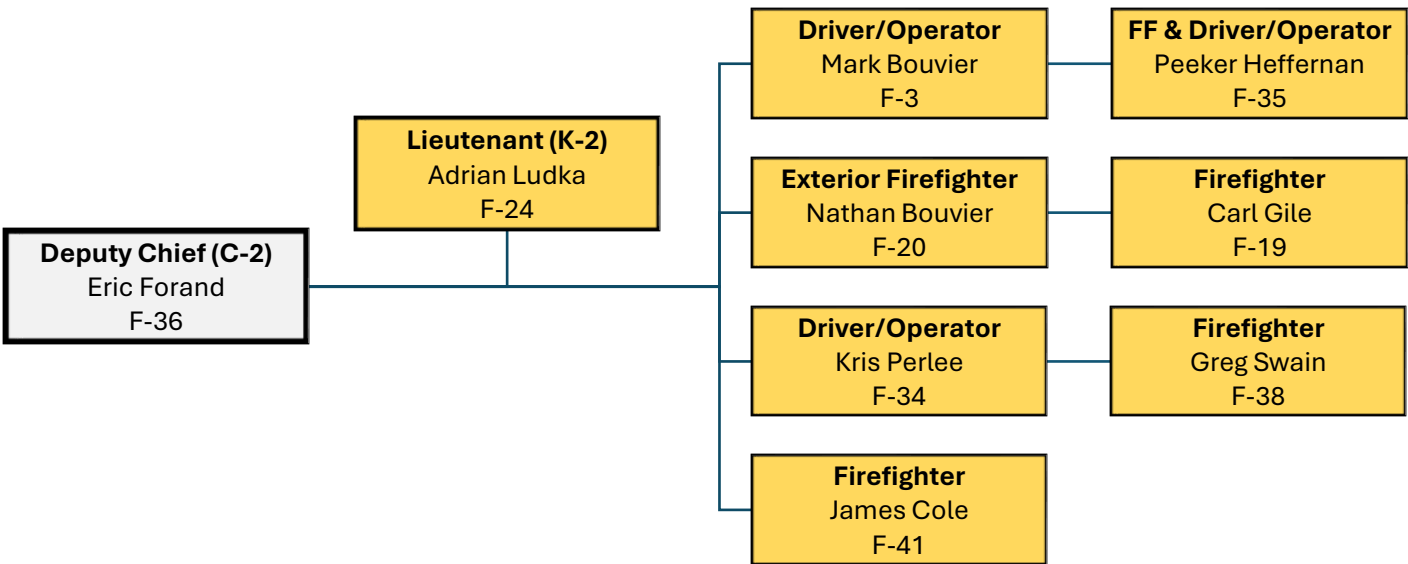 Deputy Chief (C-2)
Eric Forand
F-36
Lieutenant (K-2)
Adrian Ludka
F-24
Driver/Operator
Mark Bouvier
F-3
FF & Driver/Operator
Peeker Heffernan
F-35
Exterior Firefighter
Nathan Bouvier
F-20
Firefighter
Carl Gile
F-19
Driver/Operator
Kris Perlee
F-34
Firefighter
Greg Swain
F-38
Firefighter
James Cole
F-41